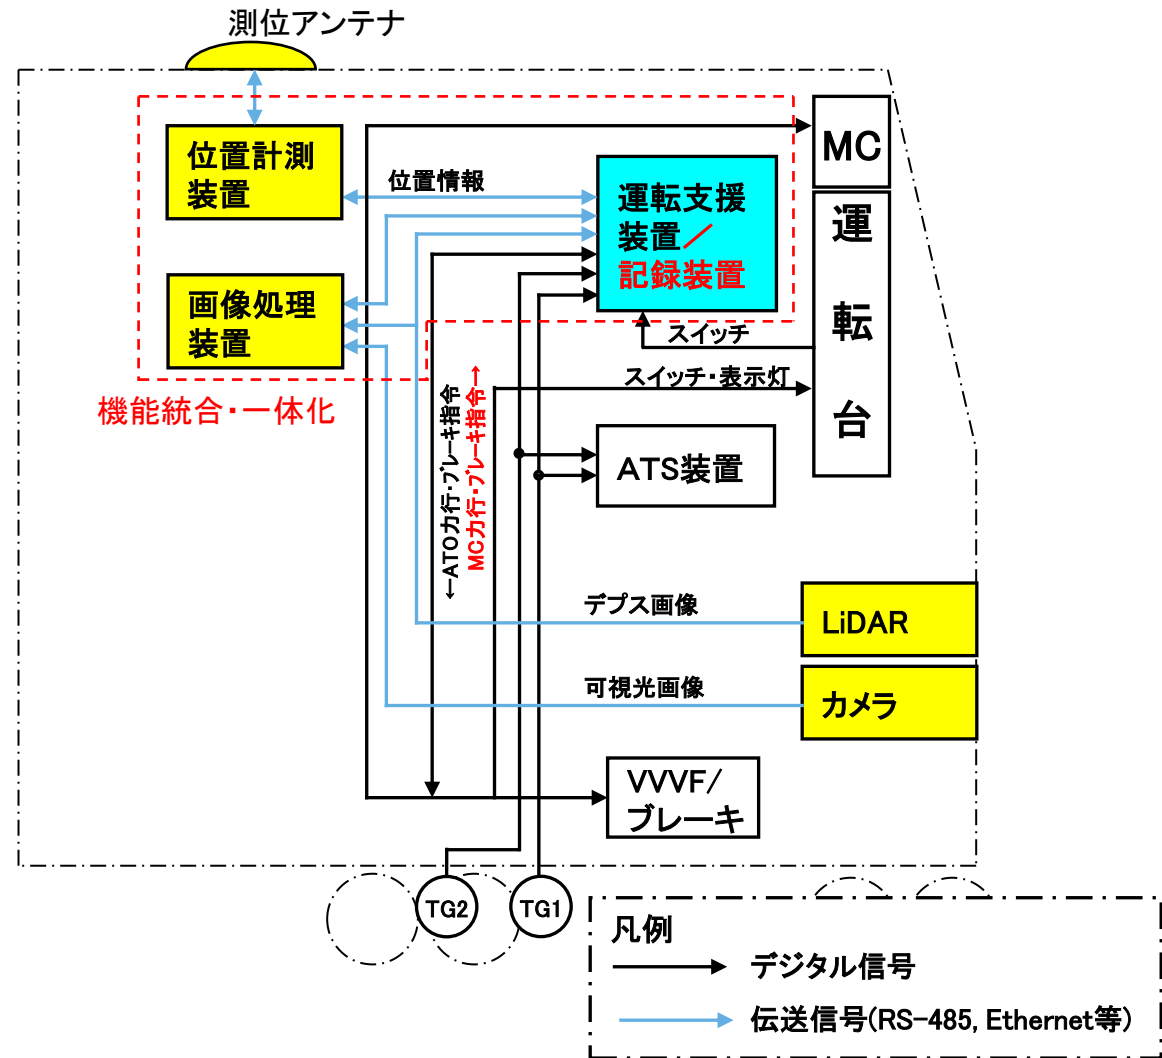 測位アンテナ
位置計測
装置
位置情報
運転支援
装置／
記録装置
MC
運
転
台
画像処理
装置
スイッチ
スイッチ・表示灯
機能統合・一体化
←ATO力行・ブレーキ指令
MC力行・ブレーキ指令→
ATS装置
デプス画像
LiDAR
可視光画像
カメラ
VVVF/
ブレーキ
TG2
TG1
凡例
デジタル信号
伝送信号(RS-485, Ethernet等)